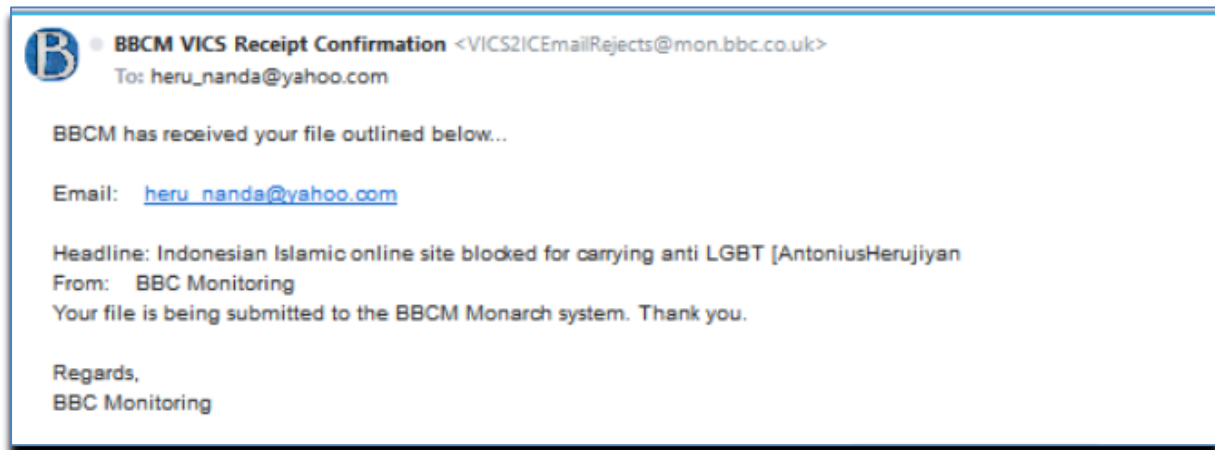 B
BBCM VICS Receipt Confirmation <VICS2ICEmailRejects@mon.bbc.co.uk>
To: heru_nanda@yahoo.com
BBCM has received your file outlined below...
Email: heru_nanda@yahoo.com
Headline: Indonesian Islamic online site blocked for carrying anti LGBT [AntoniusHerujiyan
From: BBC Monitoring
Your file is being submitted to the BBCM Monarch system. Thank you.
Regards,
BBC Monitoring